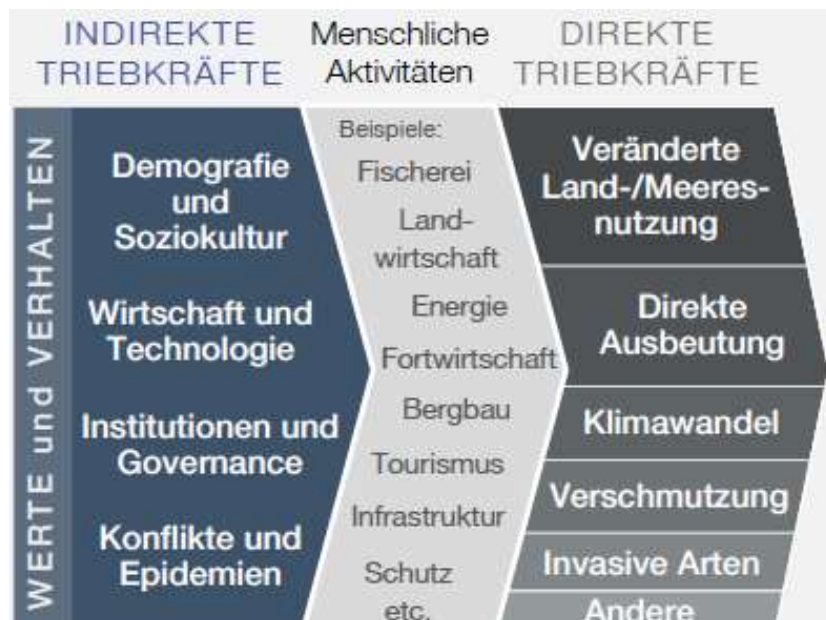 INDIREKTE
TRIEBKRÄFTE
Menschliche
Aktivitäten
DIREKTE
TRIEBKRÄFTE
WERTE und VERHALTEN
Demografie
und
Soziokultur
Wirtschaft und
Technologie
Institutionen und
Governance
Konflikte und
Epidemien
Beispiele:
Fischerei
Land-
wirtschaft
Energie
Fortwirtschaft
Bergbau
Tourismus
Infrastruktur
Schutz
etc.
Veränderte
Land-/Meeres-
nutzung
Direkte
Ausbeutung
Klimawandel
Verschmutzung
Invasive Arten
Andere